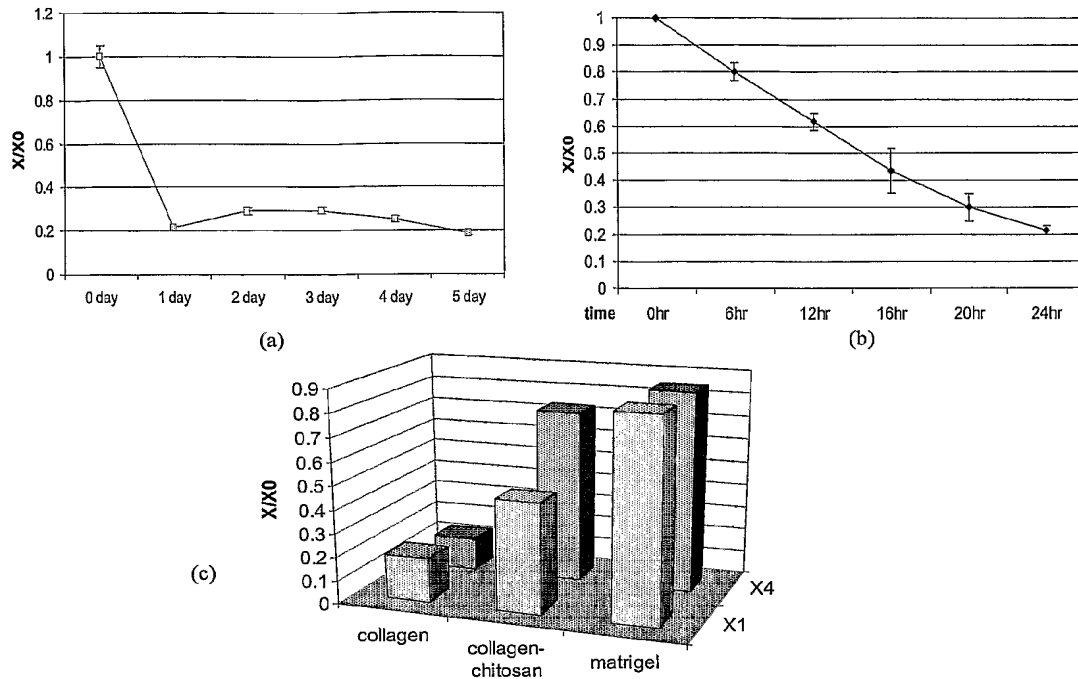 1.2
1
0.8
0.6
0.4
0.2
0
X/X0
0 day 1 day 2 day 3 day 4 day 5 day
(a)
1
0.9
0.8
0.7
0.6
0.5
0.4
0.3
0.2
0.1
0
X/X0
time 0hr 6hr 12hr 16hr 20hr 24hr
(b)
0.9
0.8
0.7
0.6
0.5
0.4
0.3
0.2
0.1
0
X/X0
(c)
collagen
collagen-
chitosan
matrigel
X4
X1